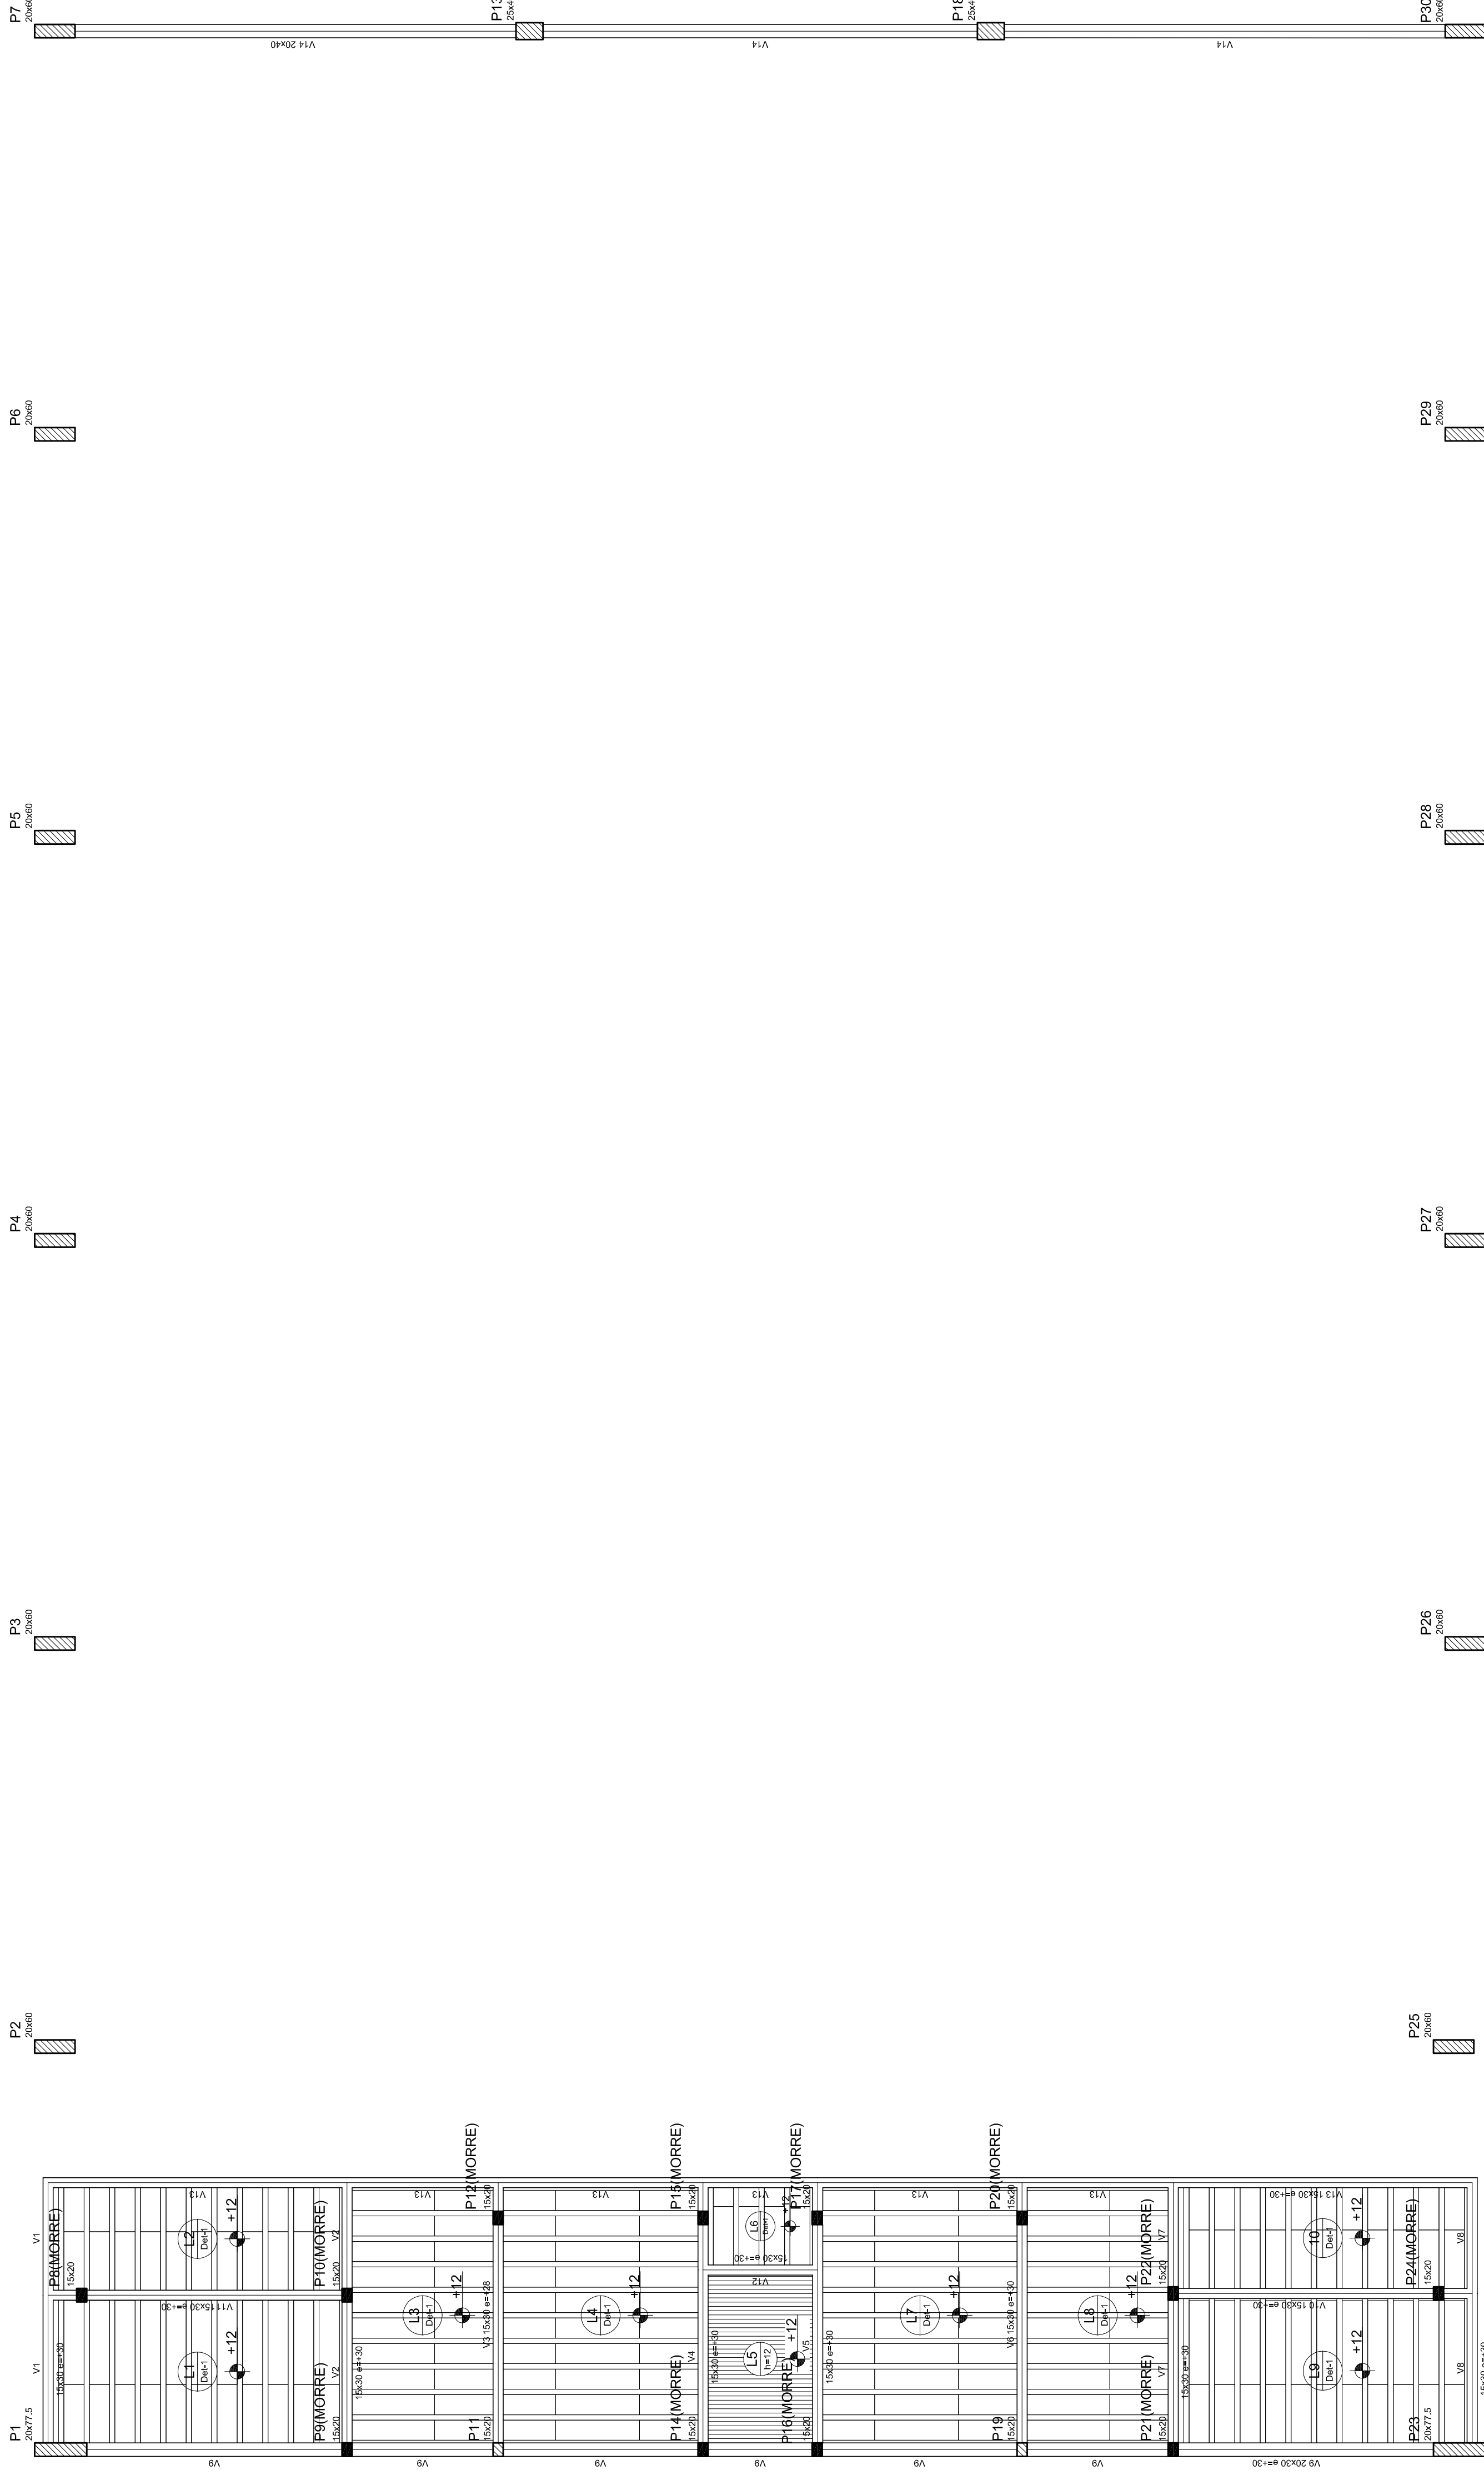 P7
20x60
P13
25x4
P18
25x4
P30
20x60
V14 20x40
V14
V14
P6
20x60
P29
20x60
P5
20x60
P28
20x60
P4
20x60
P27
20x60
P3
20x60
P26
20x60
P2
20x60
P25
20x60
V1
P8(MORRE)
15x20
L2
Det-1
+12
V13
P10(MORRE)
15x20
V2
V11 15x30 e=+30
V1
15x30 e=+30
L1
Det-1
+12
P1
20x77.5
V9
P9(MORRE)
15x20
V2
15x30 e=+30
V13
L3
Det-1
+12
P12(MORRE)
15x20
V3 15x30 e=+28
P11
15x20
V9
V13
L4
Det-1
+12
P15(MORRE)
15x20
V4
15x30 e=+30
P14(MORRE)
15x20
V9
V13
L6
Det-1
+12
P17(MORRE)
15x20
15x30 e=+30
V12
L5
h=12
+12
V5
15x30 e=+30
P16(MORRE)
15x20
V9
V13
L7
Det-1
+12
P20(MORRE)
15x20
V6 15x30 e=+30
P19
15x20
V9
V13
L8
Det-1
+12
P22(MORRE)
15x20
V7
V7
15x30 e=+30
P21(MORRE)
15x20
V9
V13 15x30 e=+30
10
Det-1
+12
P24(MORRE)
15x20
V8
V10 15x30 e=+30
L9
Det-1
+12
V8
15x30 e=+30
P23
20x77.5
V9 20x30 e=+30